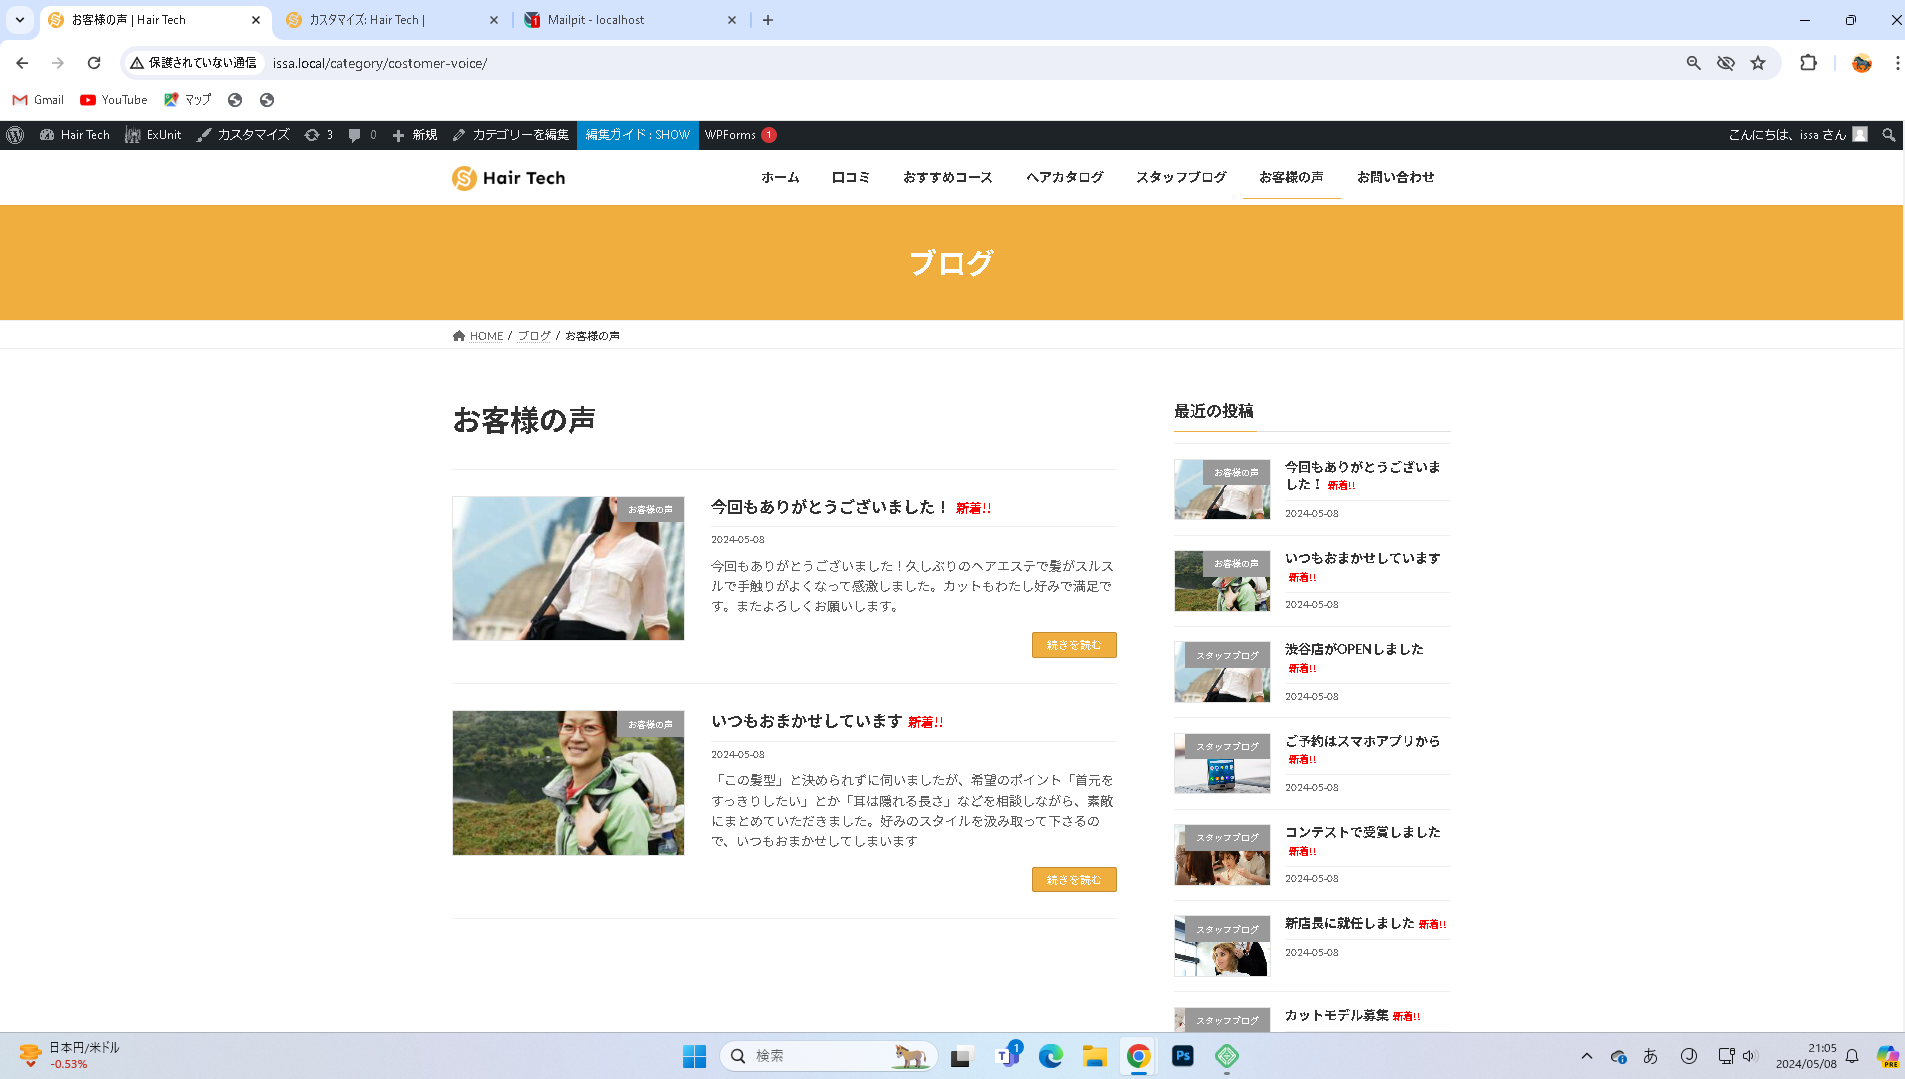 お客様の声 | Hair Tech
カスタマイズ: Hair Tech |
1
Mailpit - localhost
保護されていない通信
issa.local/category/costomer-voice/
Gmail
YouTube
マップ
Hair Tech
ExUnit
カスタマイズ
3
0
新規
カテゴリーを編集
編集ガイド : SHOW
WPForms 1
こんにちは、issa さん
Hair Tech
ホーム
口コミ
おすすめコース
ヘアカタログ
スタッフブログ
お客様の声
お問い合わせ
ブログ
HOME / ブログ / お客様の声
お客様の声
お客様の声
今回もありがとうございました！ 新着!!
2024-05-08
今回もありがとうございました！久しぶりのヘアエステで髪がスルス
ルで手触りがよくなって感激しました。カットもわたし好みで満足で
す。またよろしくお願いします。
続きを読む
お客様の声
いつもおまかせしています 新着!!
2024-05-08
「この髪型」と決められずに伺いましたが、希望のポイント「首元を
すっきりしたい」とか「耳は隠れる長さ」などを相談しながら、素敵
にまとめていただきました。好みのスタイルを汲み取って下さるの
で、いつもおまかせしてしまいます
続きを読む
最近の投稿
お客様の声
今回もありがとうございま
した！ 新着!!
2024-05-08
お客様の声
いつもおまかせしています
新着!!
2024-05-08
スタッフブログ
渋谷店がOPENしました
新着!!
2024-05-08
スタッフブログ
ご予約はスマホアプリから
新着!!
2024-05-08
スタッフブログ
コンテストで受賞しました
新着!!
2024-05-08
スタッフブログ
新店長に就任しました 新着!!
2024-05-08
スタッフブログ
カットモデル募集 新着!!
日本円/米ドル
-0.53%
検索
T
1
Ps
あ
21:05
2024/05/08
PRE